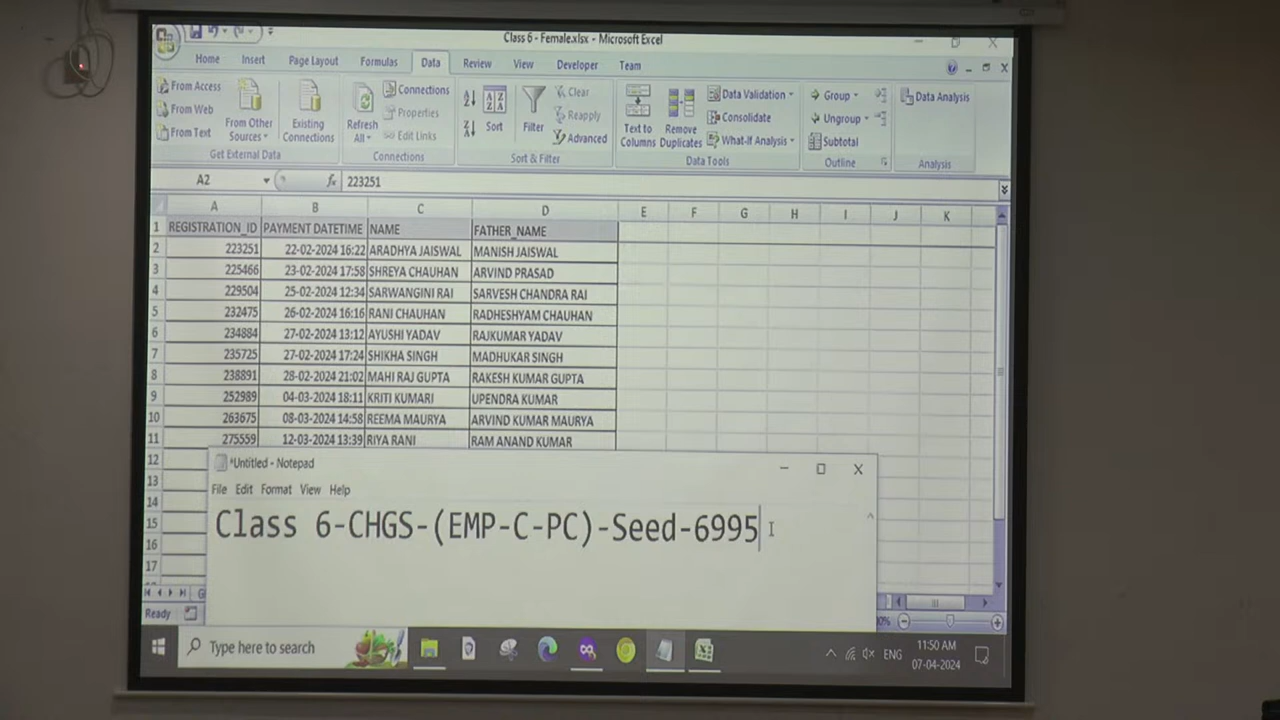 Class 6 - Female.xlsx - Microsoft Excel
Home Insert Page Layout Formulas Data Review View Developer Team
From Access
From Web
From Text
From Other Sources
Existing Connections
Get External Data
Refresh All
Connections
Properties
Edit Links
Connections
Sort
Filter
Clear
Reapply
Advanced
Sort & Filter
Text to Columns
Remove Duplicates
Data Validation
Consolidate
What-If Analysis
Data Tools
Group
Ungroup
Subtotal
Outline
Data Analysis
Analysis
A2 fx 223251
A B C D E F G H I J K
1 REGISTRATION_ID PAYMENT DATETIME NAME FATHER_NAME
2 223251 22-02-2024 16:22 ARADHYA JAISWAL MANISH JAISWAL
3 225466 23-02-2024 17:58 SHREYA CHAUHAN ARVIND PRASAD
4 229504 25-02-2024 12:34 SARWANGINI RAI SARVESH CHANDRA RAI
5 232475 26-02-2024 16:16 RANI CHAUHAN RADHESHYAM CHAUHAN
6 234884 27-02-2024 13:12 AYUSHI YADAV RAJKUMAR YADAV
7 235725 27-02-2024 17:24 SHIKHA SINGH MADHUKAR SINGH
8 238891 28-02-2024 21:02 MAHI RAJ GUPTA RAKESH KUMAR GUPTA
9 252989 04-03-2024 18:11 KRITI KUMARI UPENDRA KUMAR
10 263675 08-03-2024 14:58 REEMA MAURYA ARVIND KUMAR MAURYA
11 275559 12-03-2024 13:39 RIYA RANI RAM ANAND KUMAR
12
13
14
15
16
17
*Untitled - Notepad
File Edit Format View Help
Class 6-CHGS-(EMP-C-PC)-Seed-6995
Ready
Type here to search
ENG
11:50 AM
07-04-2024